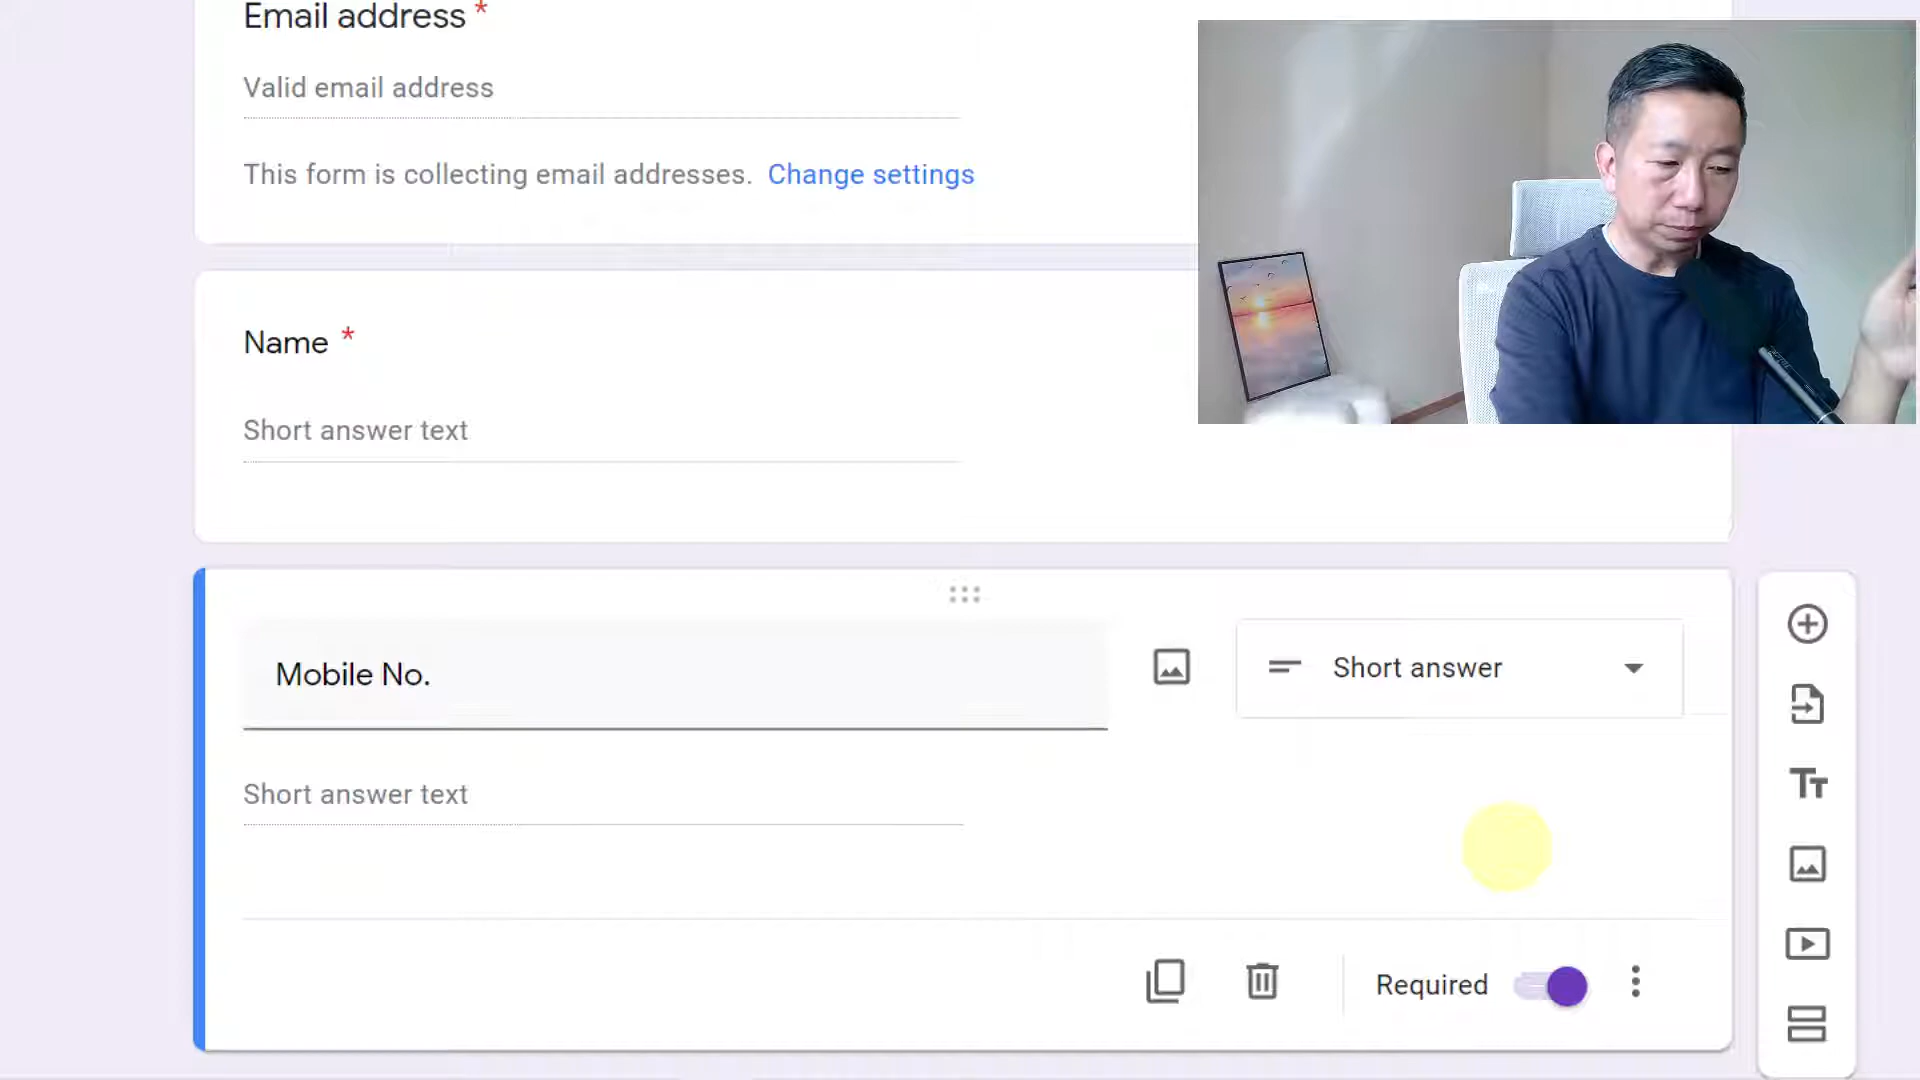 Email address *
Valid email address
This form is collecting email addresses. Change settings
Name *
Short answer text
Mobile No.
Short answer
Short answer text
Required